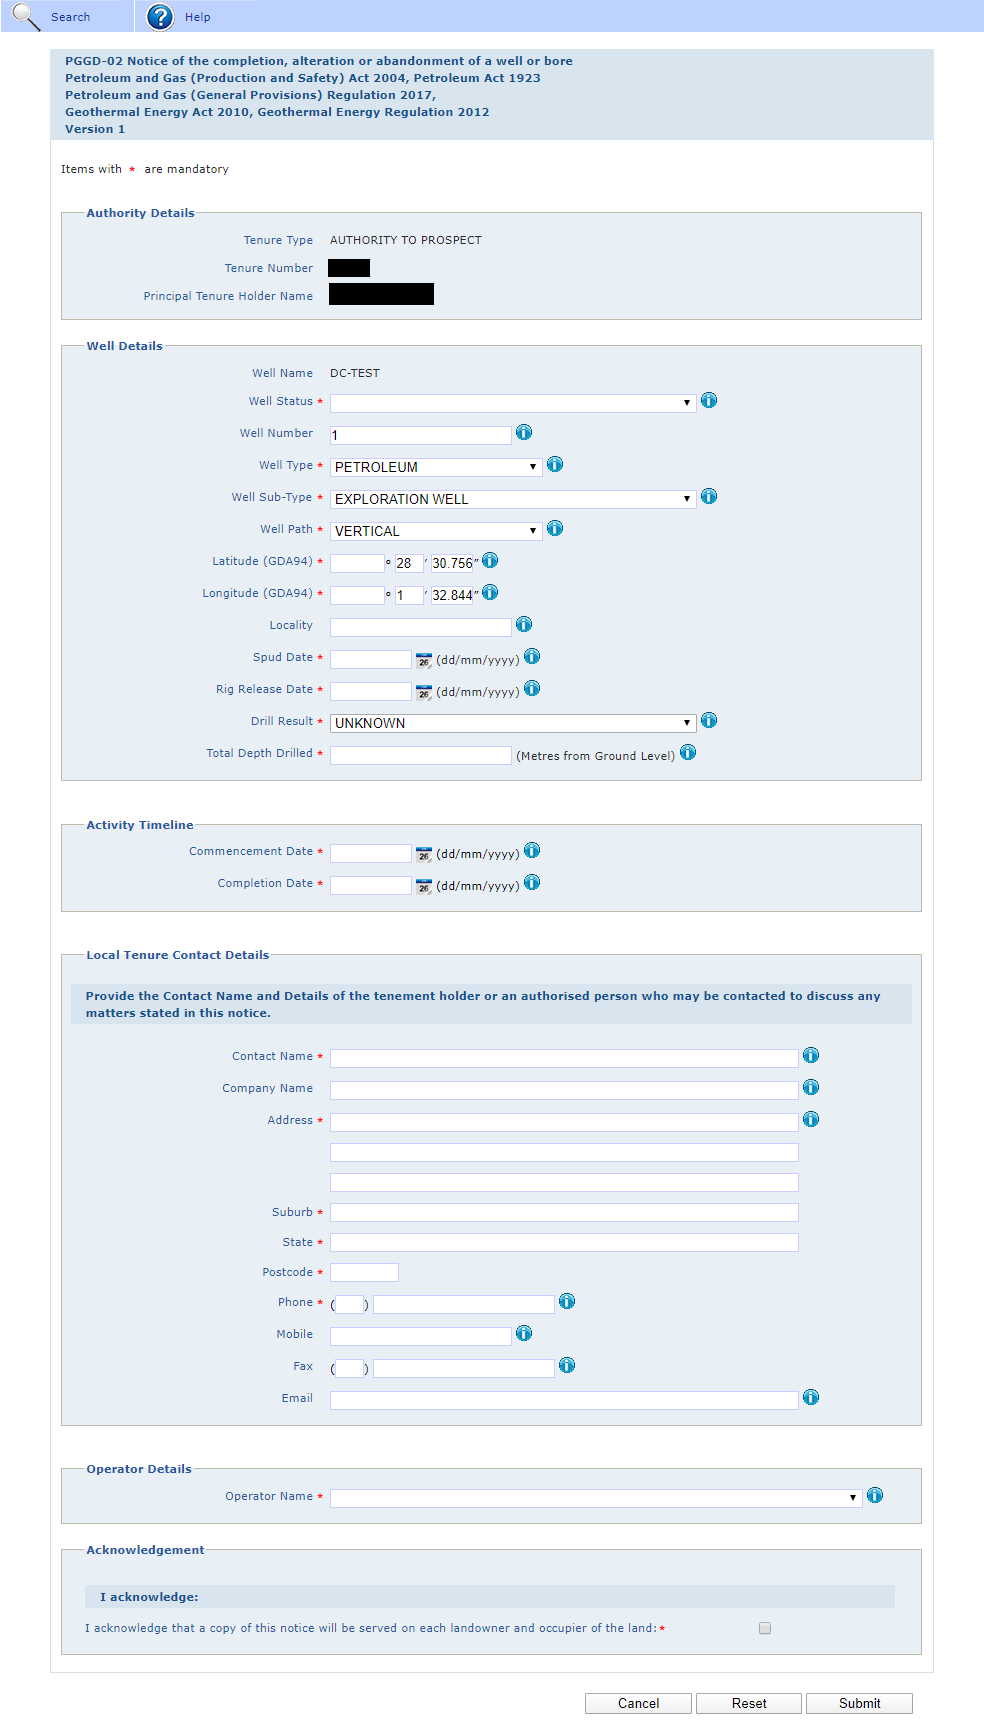 Search Help
PGGD-02 Notice of the completion, alteration or abandonment of a well or bore
Petroleum and Gas (Production and Safety) Act 2004, Petroleum Act 1923
Petroleum and Gas (General Provisions) Regulation 2017,
Geothermal Energy Act 2010, Geothermal Energy Regulation 2012
Version 1
Items with * are mandatory
Authority Details
Tenure Type AUTHORITY TO PROSPECT
Tenure Number
Principal Tenure Holder Name
Well Details
Well Name DC-TEST
Well Status *
Well Number 1
Well Type * PETROLEUM
Well Sub-Type * EXPLORATION WELL
Well Path * VERTICAL
Latitude (GDA94) * ° 28 ′ 30.756 ″
Longitude (GDA94) * ° 1 ′ 32.844 ″
Locality
Spud Date * 26 (dd/mm/yyyy)
Rig Release Date * 26 (dd/mm/yyyy)
Drill Result * UNKNOWN
Total Depth Drilled * (Metres from Ground Level)
Activity Timeline
Commencement Date * 26 (dd/mm/yyyy)
Completion Date * 26 (dd/mm/yyyy)
Local Tenure Contact Details
Provide the Contact Name and Details of the tenement holder or an authorised person who may be contacted to discuss any
matters stated in this notice.
Contact Name *
Company Name
Address *
Suburb *
State *
Postcode *
Phone * ( )
Mobile
Fax ( )
Email
Operator Details
Operator Name *
Acknowledgement
I acknowledge:
I acknowledge that a copy of this notice will be served on each landowner and occupier of the land: *
Cancel Reset Submit